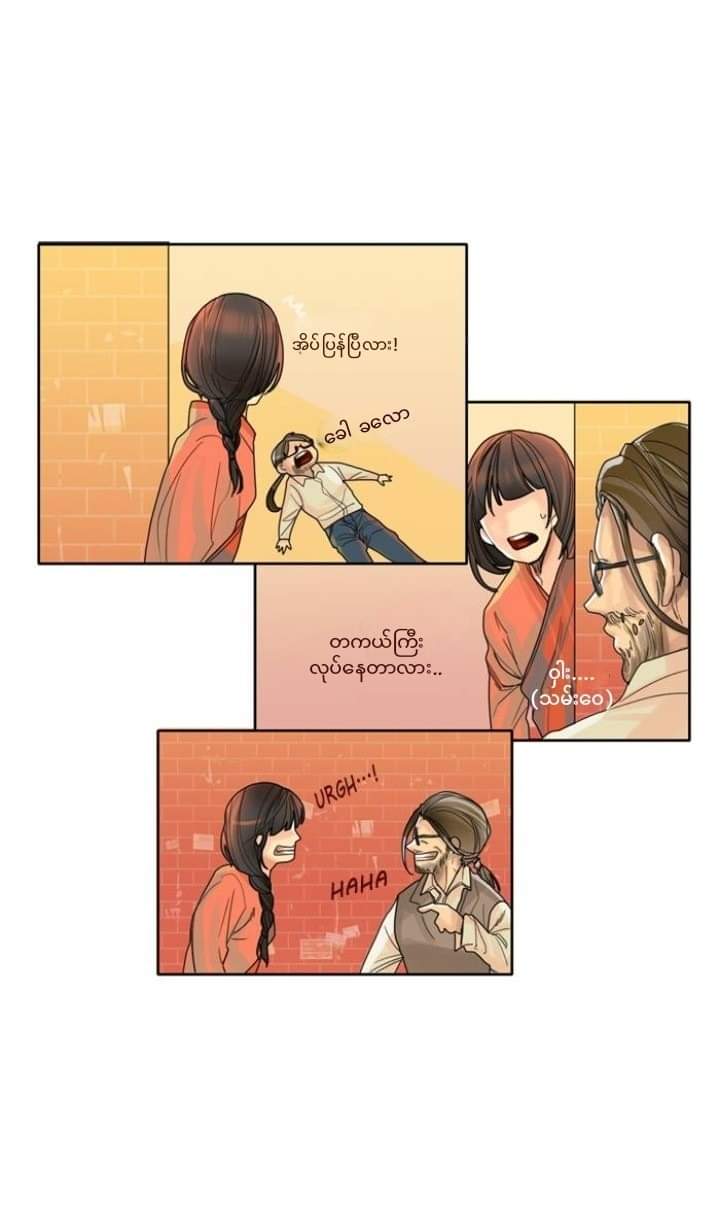 အိပ်ပြန်ပြီလား!
ခေါ ခလော
တကယ်ကြီး
လုပ်နေတာလား..
ဝှါး....
(သမ်းဝေ)
URGH...!
HAHA